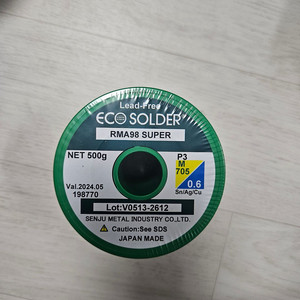 Lead-Free
ECO SOLDER
RMA98 SUPER
NET 500g
P3
M
705
0.6
Sn/Ag/Cu
Val.2024.05
198770
Lot:V0513-2612
SENJU METAL INDUSTRY CO.,LTD.
Caution:See SDS
JAPAN MADE